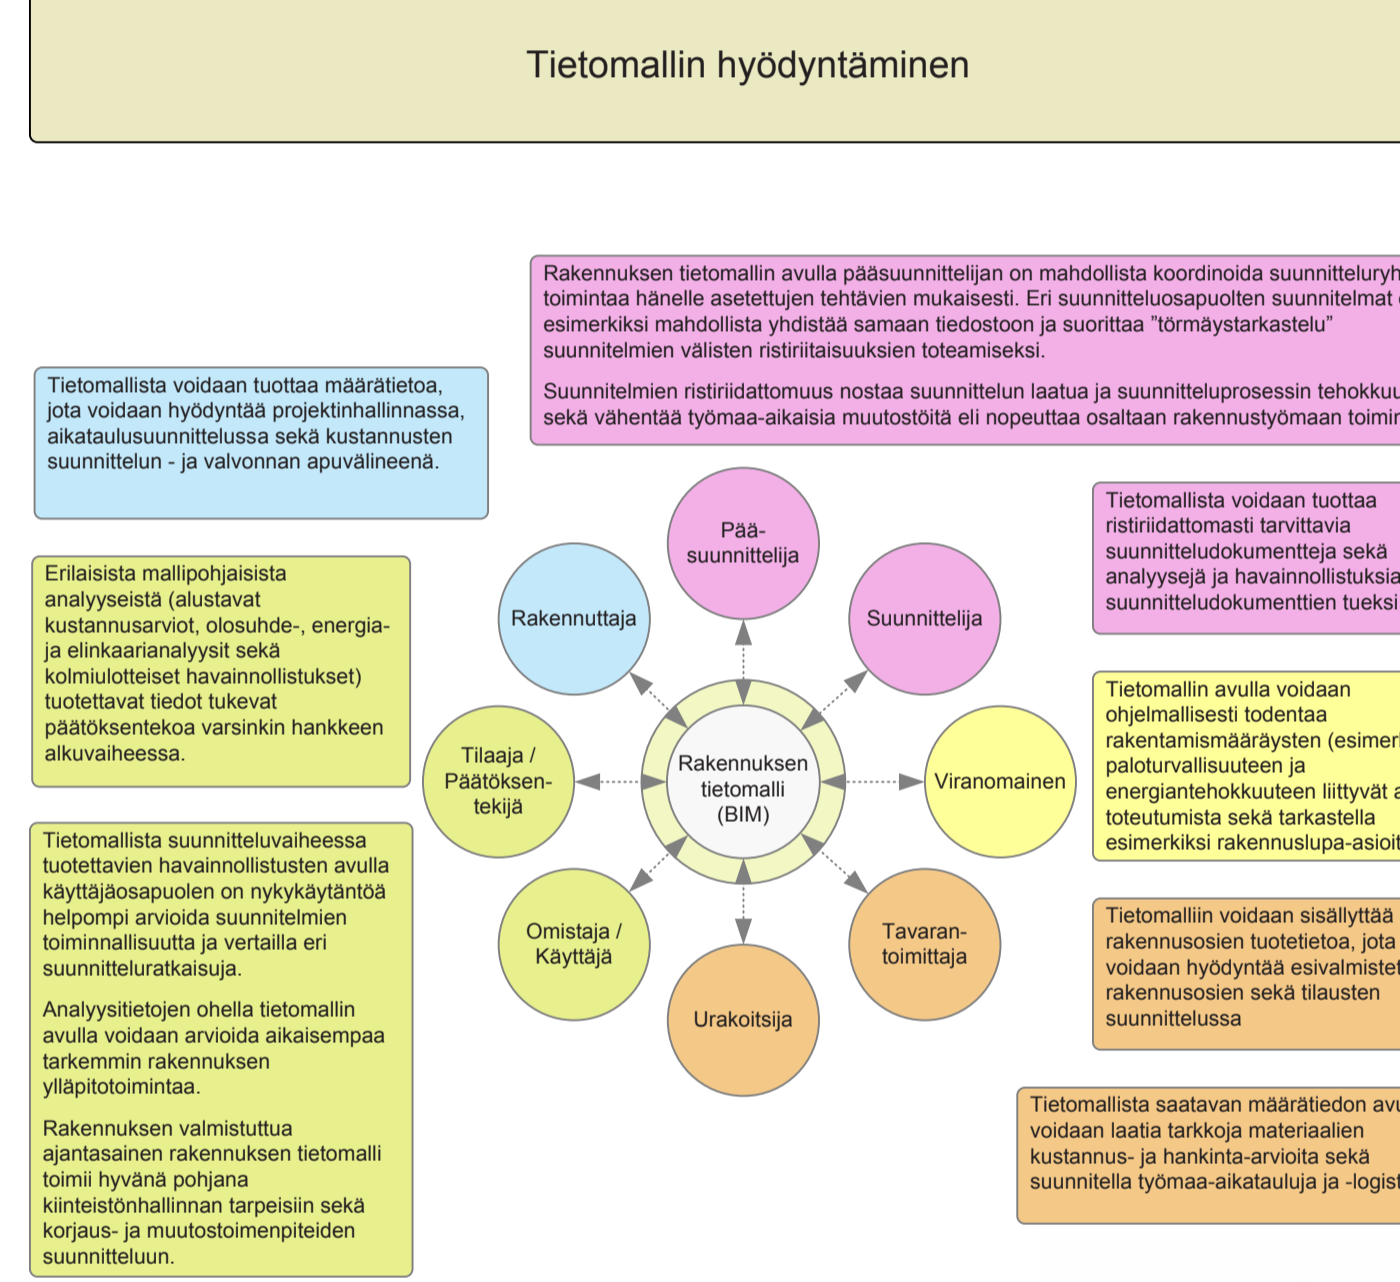 Tietomallin hyödyntäminen
Rakennuksen tietomallin avulla pääsuunnittelijan on mahdollista koordinoida
toimintaa hänelle asetettujen tehtävien mukaisesti. Eri suunnitteluosapuolten suunnitelmat
esimerkiksi mahdollista yhdistää samaan tiedostoon ja suorittaa ”törmäystarkastelu”
suunnitelmien välisten ristiriitaisuuksien toteamiseksi.
Suunnitelmien ristiriidattomuus nostaa suunnittelun laatua ja suunnitteluprosessin
sekä vähentää työmaa-aikaisia muutostöitä eli nopeuttaa osaltaan rakennustyömaan
Tietomallista voidaan tuottaa määrätietoa,
jota voidaan hyödyntää projektinhallinnassa,
aikataulusuunnittelussa sekä kustannusten
suunnittelun - ja valvonnan apuvälineenä.
Erilaisista mallipohjaisista
analyyseistä (alustavat
kustannusarviot, olosuhde-, energia-
ja elinkaarianalyysit sekä
kolmiulotteiset havainnollistukset)
tuotettavat tiedot tukevat
päätöksentekoa varsinkin hankkeen
alkuvaiheessa.
Tietomallista suunnitteluvaiheessa
tuotettavien havainnollistusten avulla
käyttäjäosapuolen on nykykäytäntöä
helpompi arvioida suunnitelmien
toiminnallisuutta ja vertailla eri
suunnitteluratkaisuja.
Analyysitietojen ohella tietomallin
avulla voidaan arvioida aikaisempaa
tarkemmin rakennuksen
ylläpitotoimintaa.
Rakennuksen valmistuttua
ajantasainen rakennuksen tietomalli
toimii hyvänä pohjana
kiinteistönhallinnan tarpeisiin sekä
korjaus- ja muutostoimenpiteiden
suunnitteluun.
Pää-
suunnittelija
Rakennuttaja
Suunnittelija
Tilaaja /
Päätöksen-
tekijä
Rakennuksen
tietomalli
(BIM)
Viranomainen
Omistaja /
Käyttäjä
Tavaran-
toimittaja
Urakoitsija
Tietomallista voidaan tuottaa
ristiriidattomasti tarvittavia
suunnitteludokumentteja sekä
analyysejä ja havainnollistuksia
suunnitteludokumenttien tueksi
Tietomallin avulla voidaan
ohjelmallisesti todentaa
rakentamismääräysten
paloturvallisuuteen ja
energiantehokkuuteen liittyvät
toteutumista sekä tarkastella
esimerkiksi
Tietomalliin voidaan sisällyttää
rakennusosien tuotetietoa, jota
voidaan hyödyntää
rakennusosien sekä tilausten
suunnittelussa
Tietomallista saatavan määrätiedon
voidaan laatia tarkkoja materiaalien
kustannus- ja hankinta-arvioita sekä
suunnitella työmaa-aikatauluja ja